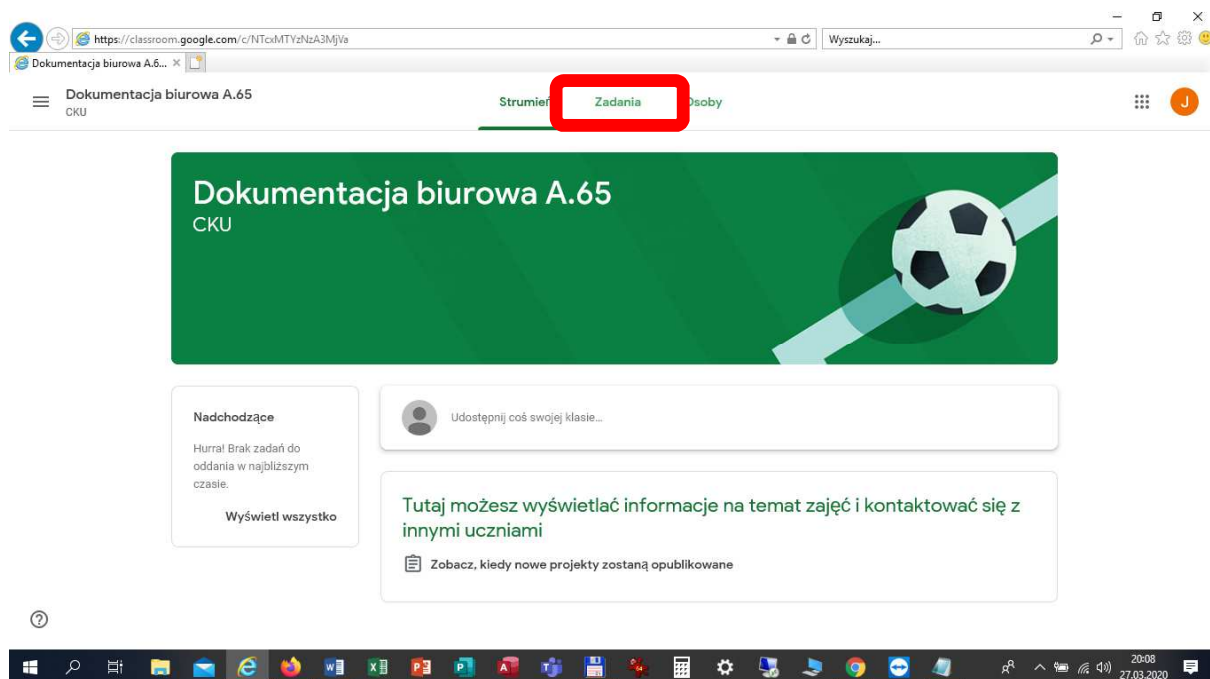 https://classroom.google.com/c/NTcxMTYzNzA3MjVa
Wyszukaj...
Dokumentacja biurowa A.6...
Dokumentacja biurowa A.65
CKU
Strumień Zadania Osoby
J
Dokumentacja biurowa A.65
CKU
Nadchodzące
Hurra! Brak zadań do
oddania w najbliższym
czasie.
Wyświetl wszystko
Udostępnij coś swojej klasie...
Tutaj możesz wyświetlać informacje na temat zajęć i kontaktować się z
innymi uczniami
Zobacz, kiedy nowe projekty zostaną opublikowane
20:08
27.03.2020